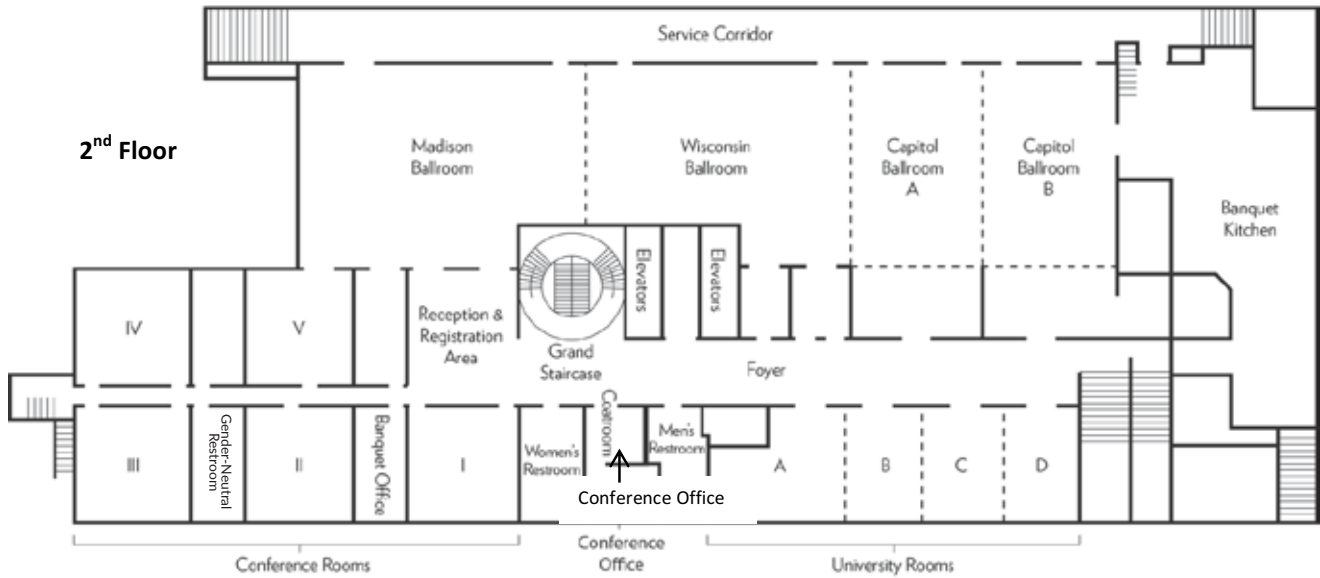 Service Corridor
2nd Floor
Madison
Ballroom
Wisconsin
Ballroom
Capitol
Ballroom
A
Capitol
Ballroom
B
Banquet
Kitchen
Elevators
Elevators
IV
V
Reception &
Registration
Area
Grand
Staircase
Foyer
III
Gender-Neutral
Restroom
II
Banquet Office
I
Women's
Restroom
Coatroom
Men's
Restroom
A
B
C
D
Conference Office
Conference Rooms
Conference
Office
University Rooms